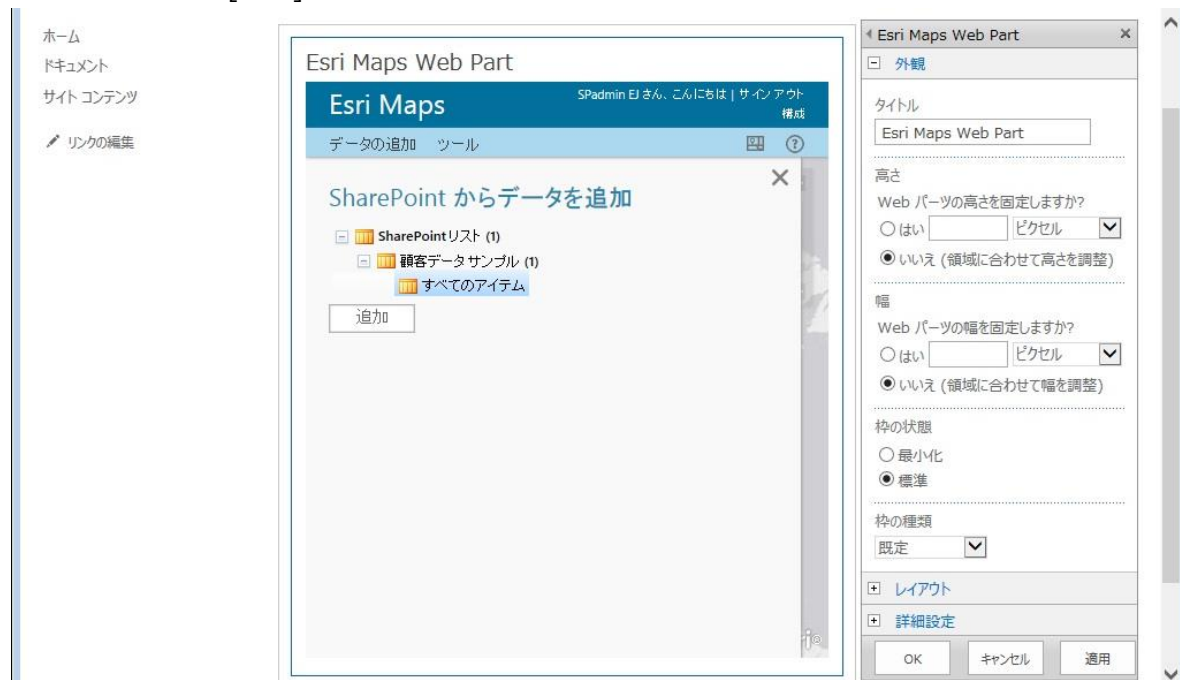 ホーム
ドキュメント
サイト コンテンツ
リンクの編集
Esri Maps Web Part
Esri Maps
SPadmin EJ さん、こんにちは | サイン アウト
構成
データの追加 ツール
SharePoint からデータを追加
SharePoint リスト (1)
顧客データ サンプル (1)
すべてのアイテム
追加
Esri Maps Web Part
外観
タイトル
Esri Maps Web Part
高さ
Web パーツの高さを固定しますか?
はい ピクセル
いいえ (領域に合わせて高さを調整)
幅
Web パーツの幅を固定しますか?
はい ピクセル
いいえ (領域に合わせて幅を調整)
枠の状態
最小化
標準
枠の種類
既定
レイアウト
詳細設定
OK キャンセル 適用